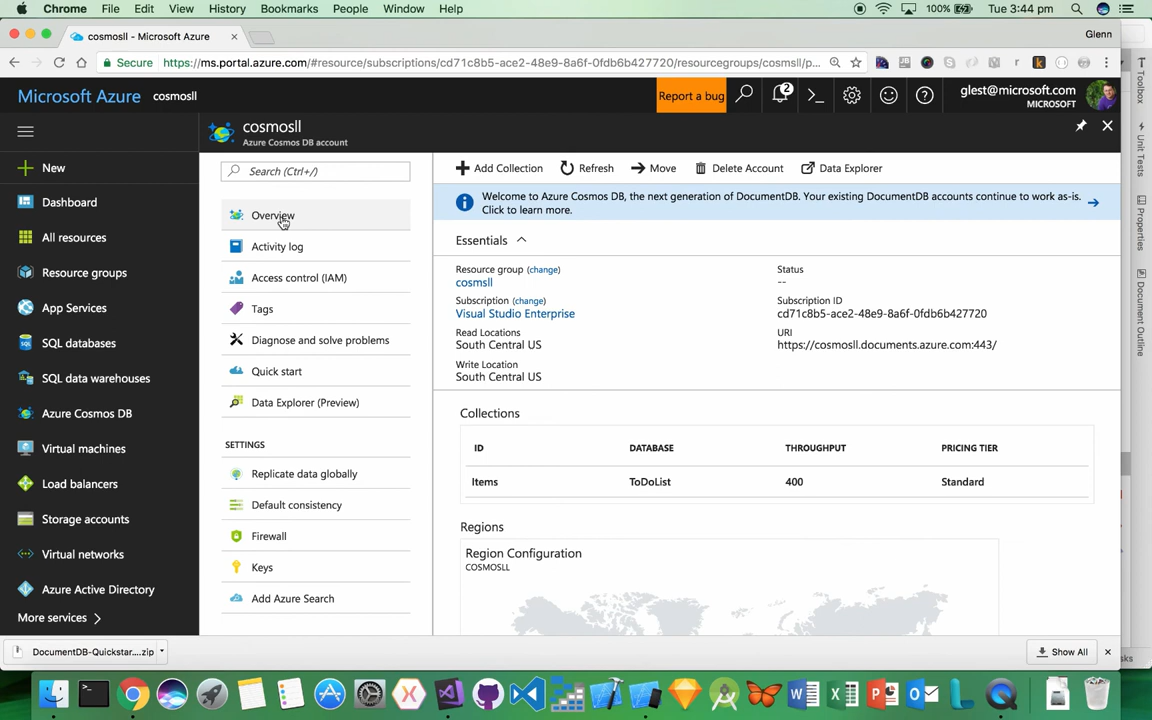 Chrome File Edit View History Bookmarks People Window Help 100% Tue 3:44 pm
cosmosll - Microsoft Azure Glenn
Secure https://ms.portal.azure.com/#resource/subscriptions/cd71c8b5-ace2-48e9-8a6f-0fdb6b427720/resourcegroups/cosmsll/p...
Microsoft Azure cosmosll Report a bug 2 glest@microsoft.com
MICROSOFT
cosmosll
Azure Cosmos DB account
New
Dashboard
All resources
Resource groups
App Services
SQL databases
SQL data warehouses
Azure Cosmos DB
Virtual machines
Load balancers
Storage accounts
Virtual networks
Azure Active Directory
More services
Search (Ctrl+/)
Overview
Activity log
Access control (IAM)
Tags
Diagnose and solve problems
Quick start
Data Explorer (Preview)
SETTINGS
Replicate data globally
Default consistency
Firewall
Keys
Add Azure Search
Add Collection Refresh Move Delete Account Data Explorer
Welcome to Azure Cosmos DB, the next generation of DocumentDB. Your existing DocumentDB accounts continue to work as-is.
Click to learn more.
Essentials
Resource group (change)
cosmsll
Subscription (change)
Visual Studio Enterprise
Read Locations
South Central US
Write Location
South Central US
Status
--
Subscription ID
cd71c8b5-ace2-48e9-8a6f-0fdb6b427720
URI
https://cosmosll.documents.azure.com:443/
Collections
ID DATABASE THROUGHPUT PRICING TIER
Items ToDoList 400 Standard
Regions
Region Configuration
COSMOSLL
Toolbox
Unit Tests
Properties
Document Outline
DocumentDB-Quickstar....zip Show All